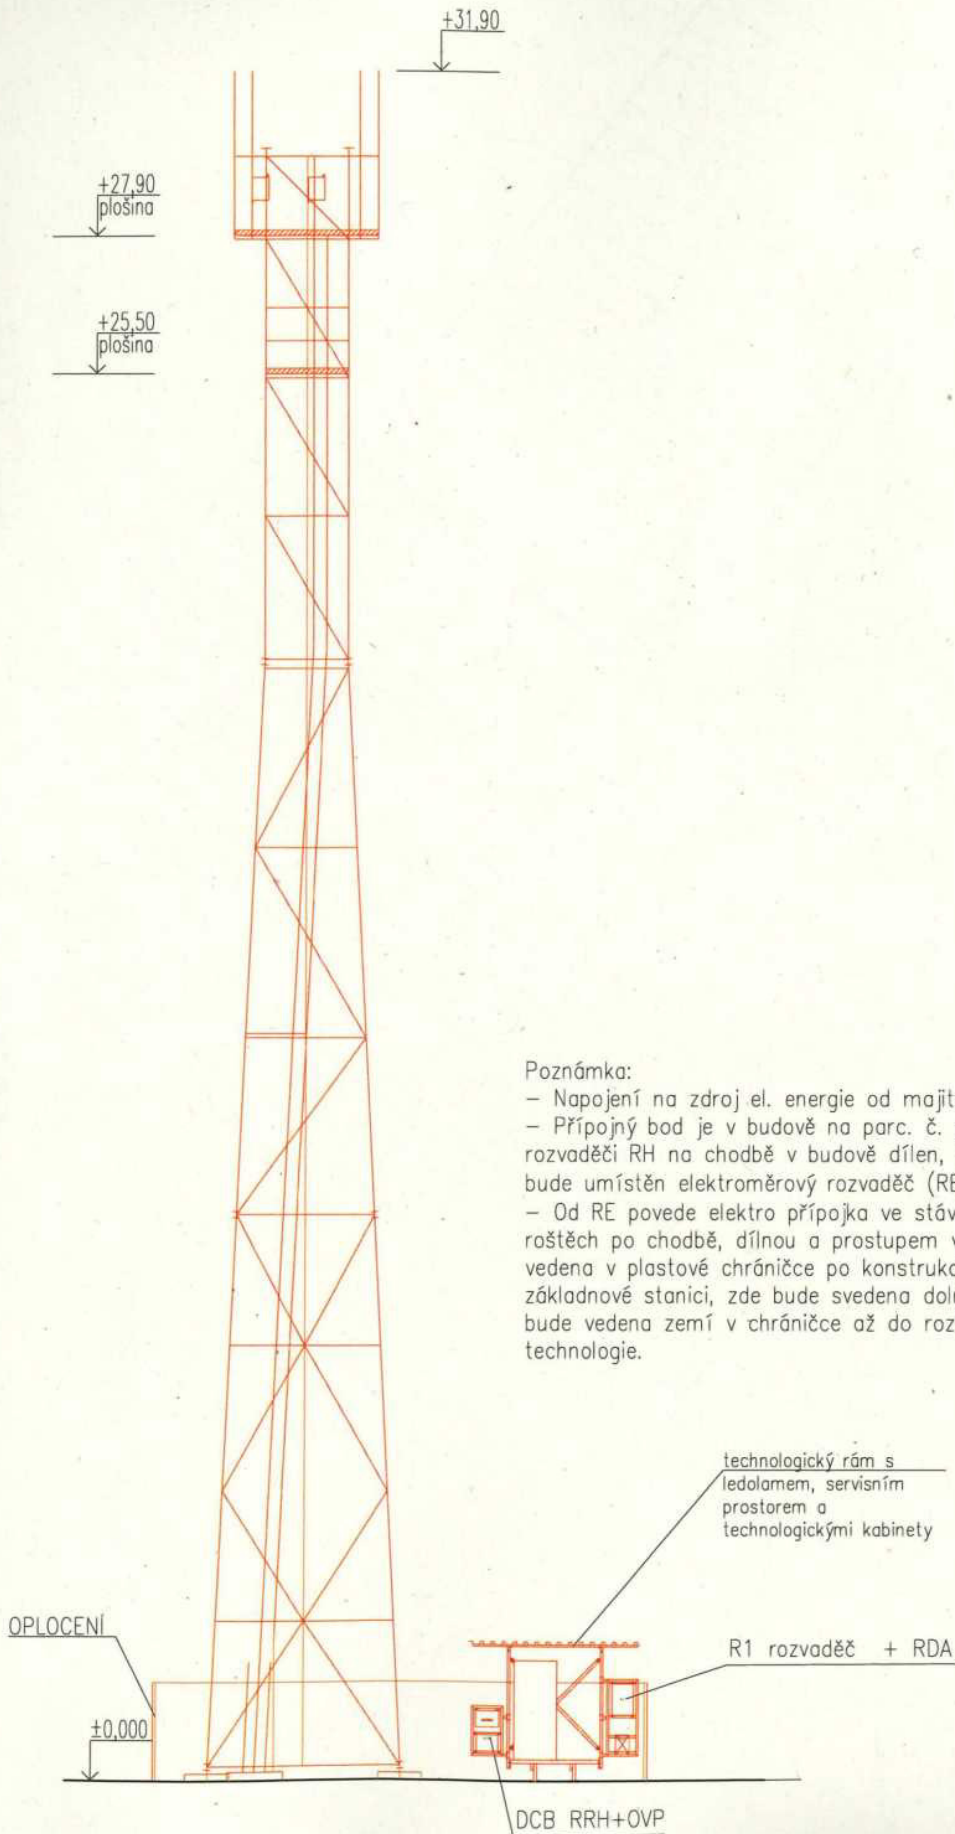 +31,90
+27,90
plošina
+25,50
plošina
Poznámka:
– Napojení na zdroj el. energie od majit
– Přípojný bod je v budově na parc. č.
rozvaděči RH na chodbě v budově dílen,
bude umístěn elektroměrový rozvaděč (RE
– Od RE povede elektro přípojka ve stáv
roštěch po chodbě, dílnou a prostupem v
vedena v plastové chráničce po konstrukc
základnové stanici, zde bude svedena doln
bude vedena zemí v chráničce až do roz
technologie.
technologický rám s
ledolamem, servisním
prostorem a
technologickými kabinety
OPLOCENÍ
R1 rozvaděč + RDA
±0,000
DCB RRH+OVP